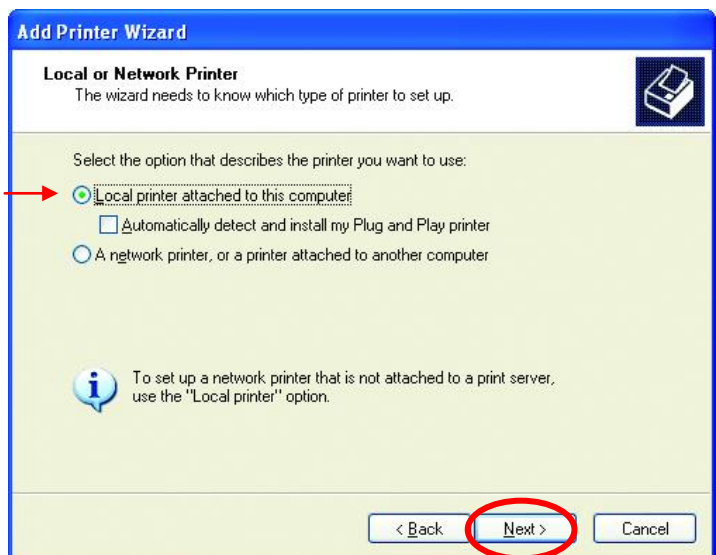 Add Printer Wizard
Local or Network Printer
The wizard needs to know which type of printer to set up.
Select the option that describes the printer you want to use:
Local printer attached to this computer
Automatically detect and install my Plug and Play printer
A network printer, or a printer attached to another computer
To set up a network printer that is not attached to a print server,
use the "Local printer" option.
< Back Next > Cancel